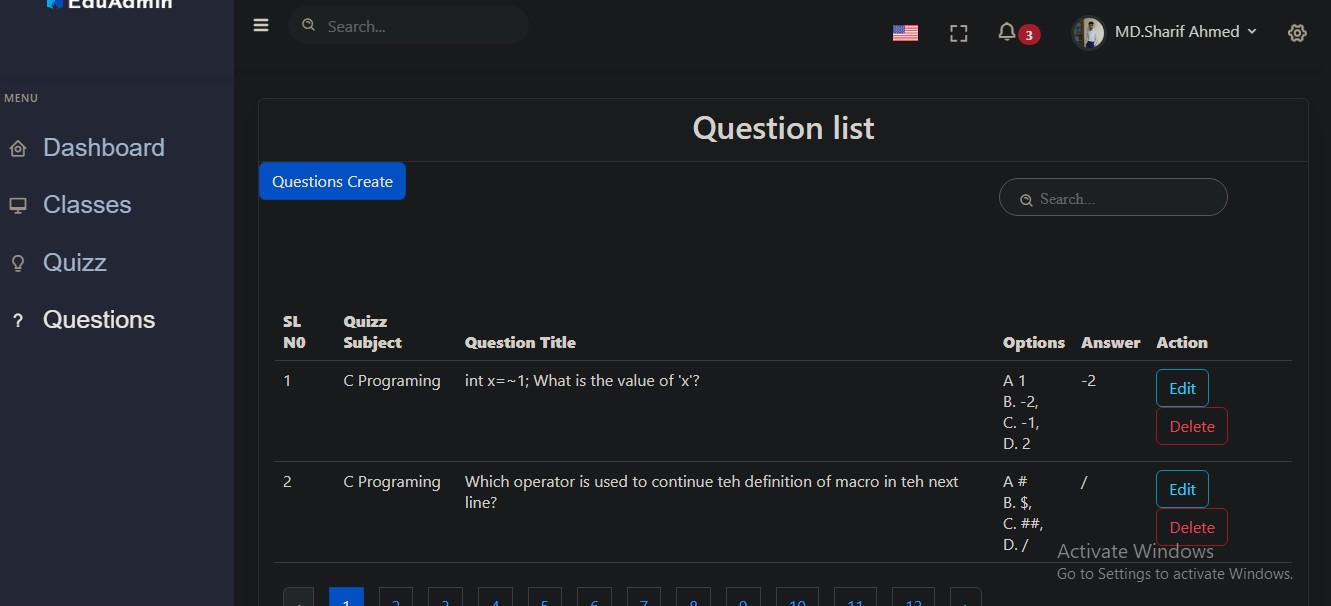 EduAdmin
Search...
3
MD.Sharif Ahmed
MENU
Dashboard
Classes
Quizz
? Questions
Question list
Questions Create
Search...
SL N0
Quizz Subject
Question Title
Options
Answer
Action
1
C Programing
int x=~1; What is the value of 'x'?
A 1
B. -2,
C. -1,
D. 2
-2
Edit
Delete
2
C Programing
Which operator is used to continue teh definition of macro in teh next
line?
A #
B. $,
C. ##,
D. /
/
Edit
Delete
Activate Windows
Go to Settings to activate Windows.
1 2 3 4 5 6 7 8 9 10 11 12